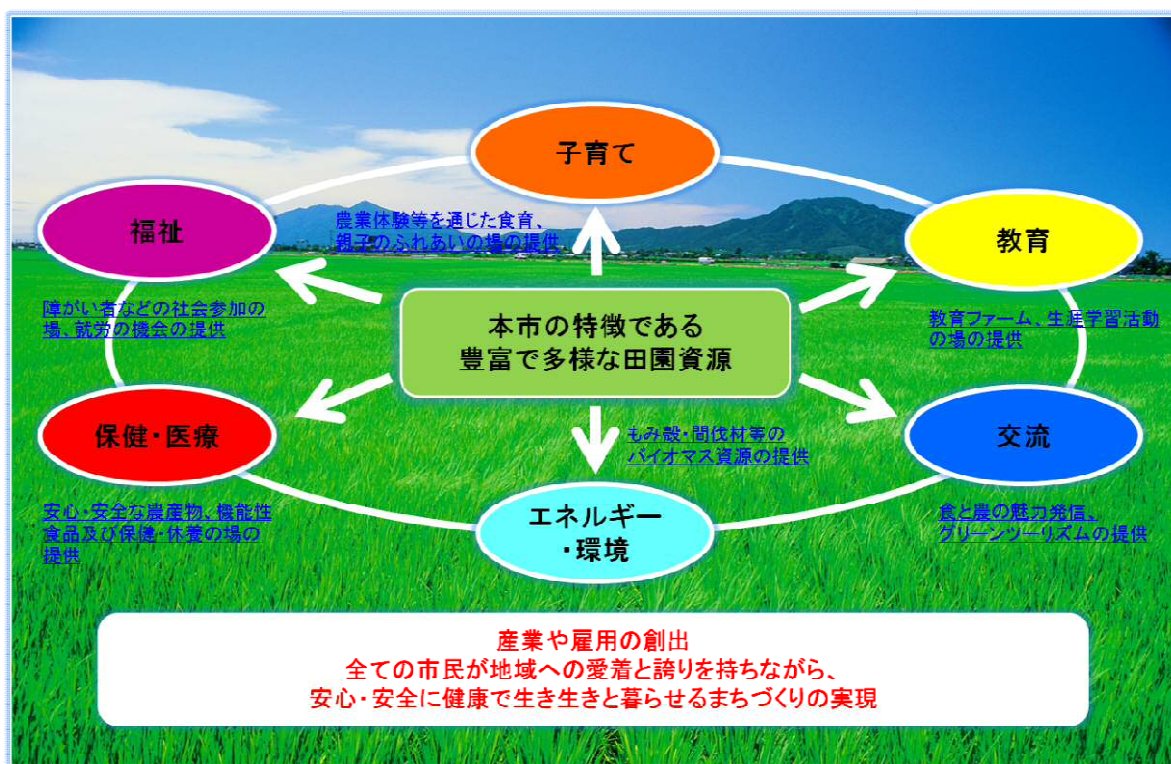 子育て
福祉
農業体験等を通じた食育、
親子のふれあいの場の提供
教育
障がい者などの社会参加の
場、就労の機会の提供
本市の特徴である
豊富で多様な田園資源
教育ファーム、生涯学習活動
の場の提供
保健・医療
もみ殻・間伐材等の
バイオマス資源の提供
交流
安心・安全な農産物、機能性
食品及び保健・休養の場の
提供
エネルギー
・環境
食と農の魅力発信、
グリーンツーリズムの提供
産業や雇用の創出
全ての市民が地域への愛着と誇りを持ちながら、
安心・安全に健康で生き生きと暮らせるまちづくりの実現